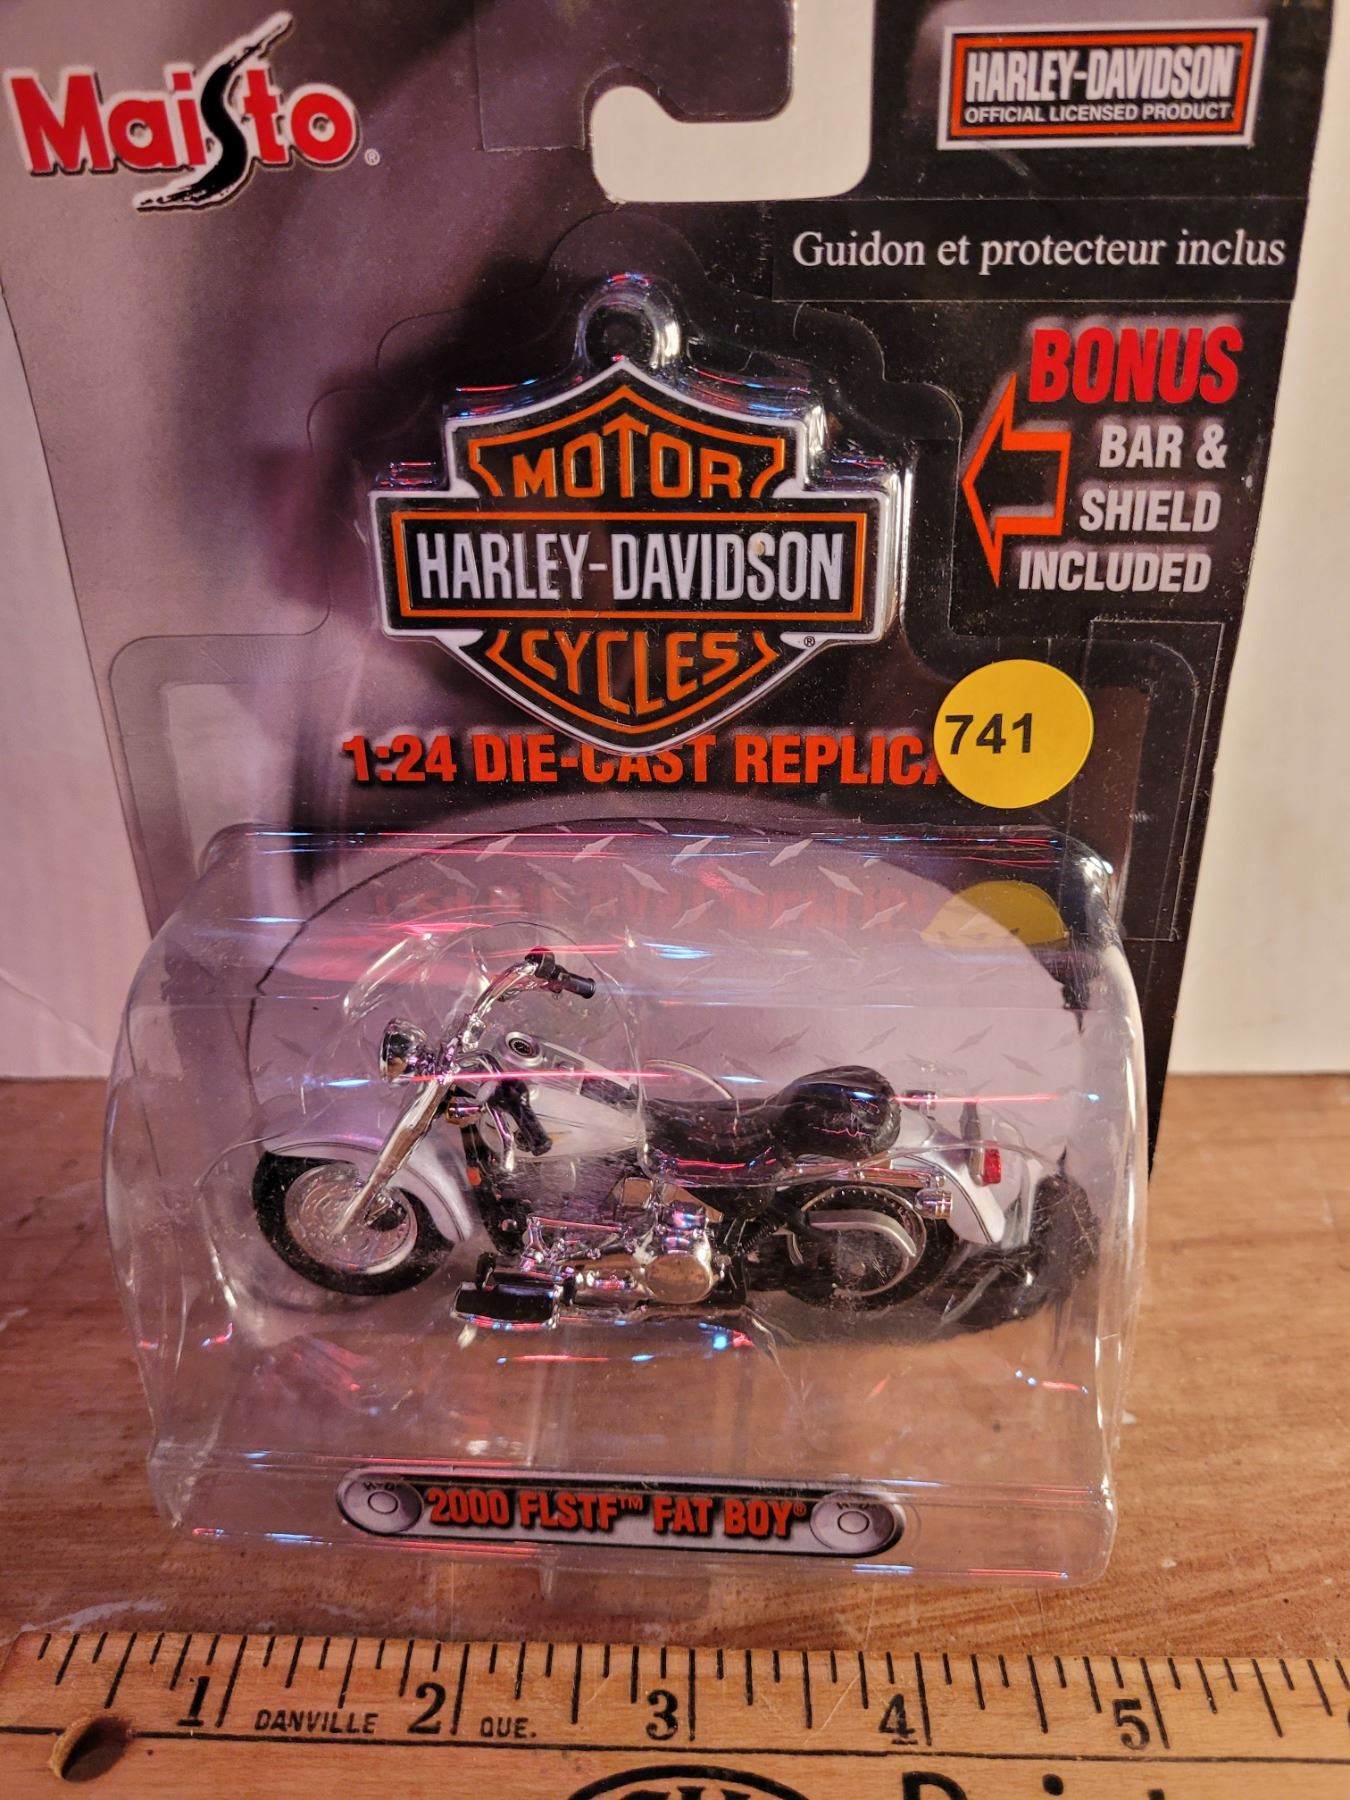 Maisto®
HARLEY-DAVIDSON
OFFICIAL LICENSED PRODUCT
Guidon et protecteur inclus
BONUS
BAR &
SHIELD
INCLUDED
MOTOR
HARLEY-DAVIDSON
CYCLES ®
1:24 DIE-CAST REPLICA
741
2000 FLSTF™ FAT BOY®
1 2 3 4 5
DANVILLE QUE.